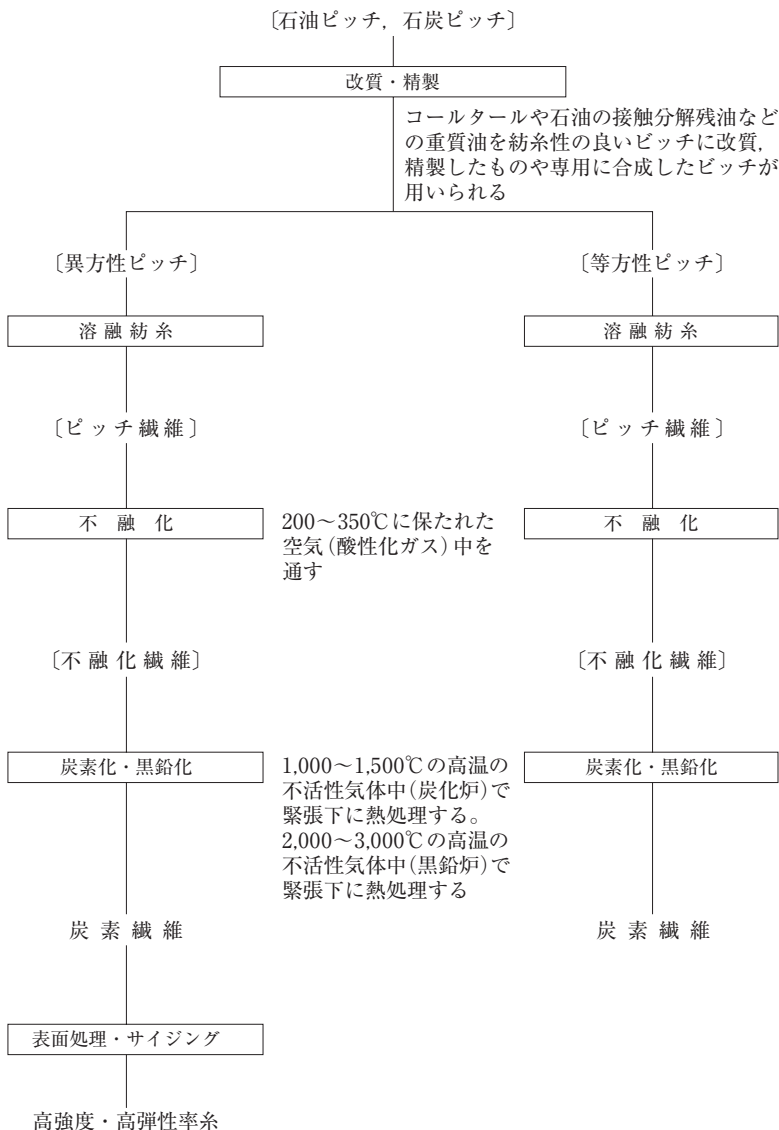 〔石油ピッチ，石炭ピッチ〕
改質・精製
コールタールや石油の接触分解残油など
の重質油を紡糸性の良いピッチに改質，
精製したものや専用に合成したピッチが
用いられる
〔異方性ピッチ〕
〔等方性ピッチ〕
溶融紡糸
溶融紡糸
〔ピッチ繊維〕
〔ピッチ繊維〕
不融化
200～350℃に保たれた
空気(酸性化ガス)中を
通す
不融化
〔不融化繊維〕
〔不融化繊維〕
炭素化・黒鉛化
1,000～1,500℃の高温の
不活性気体中(炭化炉)で
緊張下に熱処理する。
2,000～3,000℃の高温の
不活性気体中(黒鉛炉)で
緊張下に熱処理する
炭素化・黒鉛化
炭素繊維
炭素繊維
表面処理・サイジング
高強度・高弾性率糸